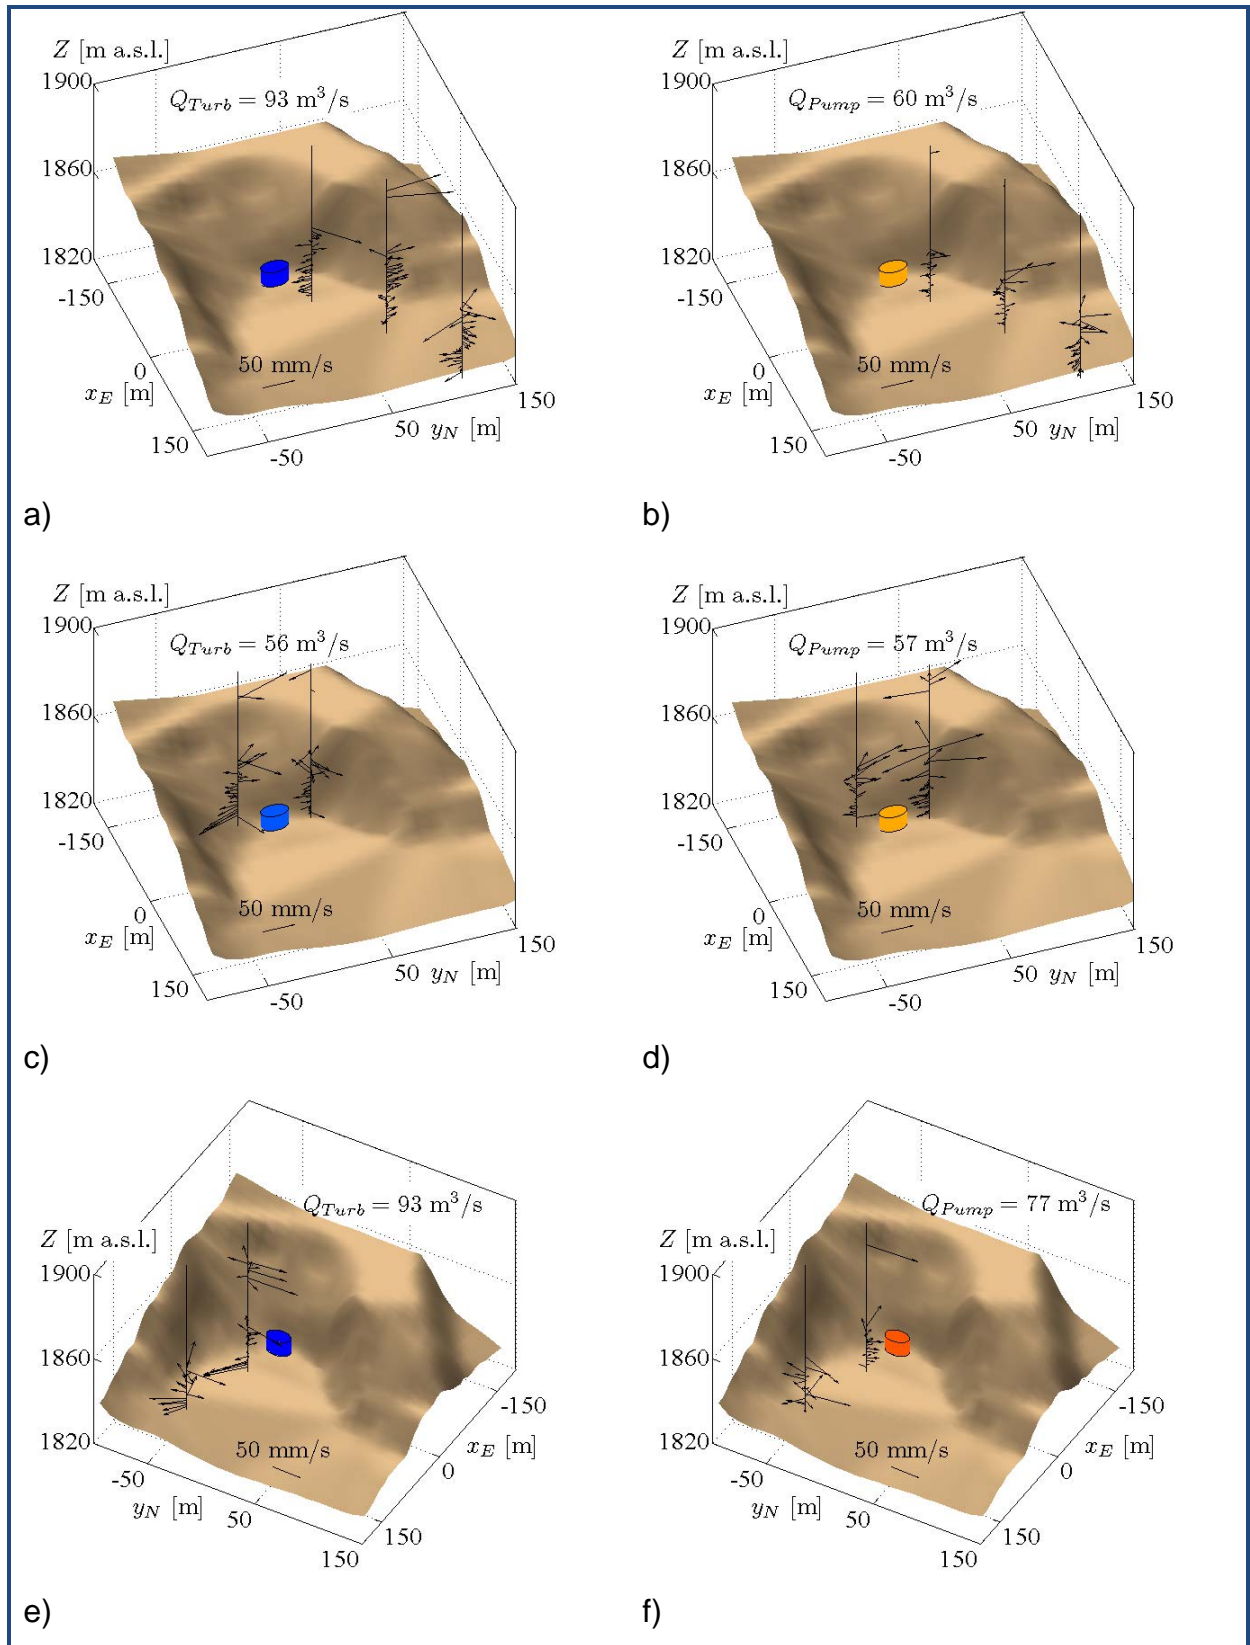 Z [m a.s.l.]
1900
Q_Turb = 93 m³/s
1860
1820
-150
0
x_E [m]
150
50 mm/s
-50
50
y_N [m]
150
a)
Z [m a.s.l.]
1900
Q_Pump = 60 m³/s
1860
1820
-150
0
x_E [m]
150
50 mm/s
-50
50
y_N [m]
150
b)
Z [m a.s.l.]
1900
Q_Turb = 56 m³/s
1860
1820
-150
0
x_E [m]
150
50 mm/s
-50
50
y_N [m]
150
c)
Z [m a.s.l.]
1900
Q_Pump = 57 m³/s
1860
1820
-150
0
x_E [m]
150
50 mm/s
-50
50
y_N [m]
150
d)
Q_Turb = 93 m³/s
Z [m a.s.l.]
1900
1860
1820
50 mm/s
-50
y_N [m]
50
150
-150
x_E [m]
0
150
e)
Q_Pump = 77 m³/s
Z [m a.s.l.]
1900
1860
1820
50 mm/s
-50
y_N [m]
50
150
-150
x_E [m]
0
150
f)